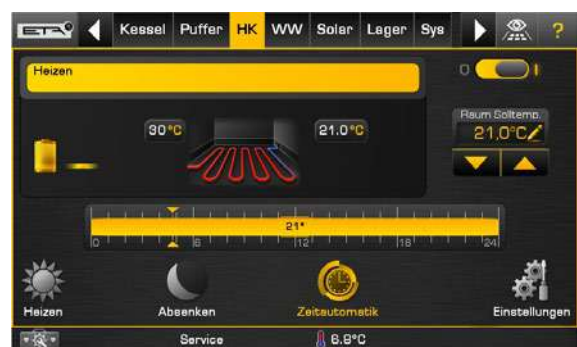 ETA Kessel Puffer HK WW Solar Lager Sys ?
Heizen
0 I
30°C 21.0°C
Raum Solltemp.
21,0°C
21°
0 6 12 18 24
Heizen Absenken Zeitautomatik Einstellungen
Service 6.8°C